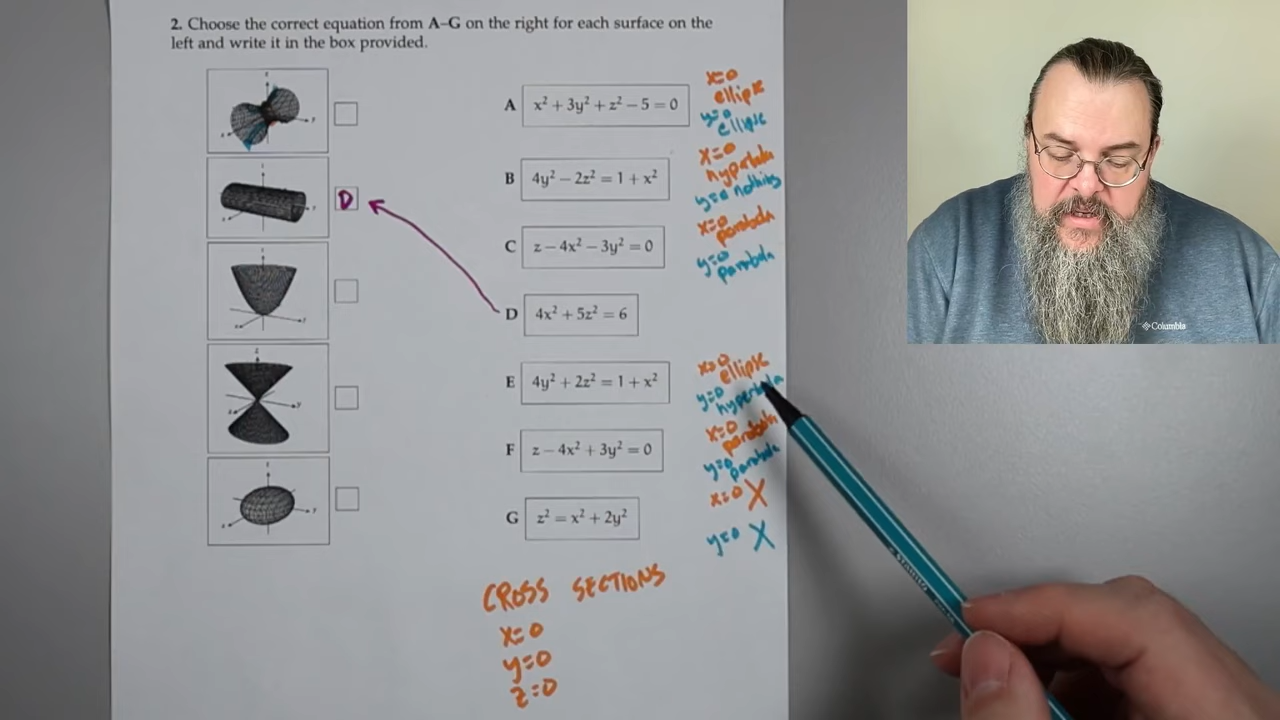 2. Choose the correct equation from A–G on the right for each surface on the
left and write it in the box provided.
D
A x² + 3y² + z² − 5 = 0
x=0
ellipse
y=0
ellipse
B 4y² − 2z² = 1 + x²
x=0
hyperbola
y=0 nothing
C z − 4x² − 3y² = 0
x=0
parabola
y=0
parabola
D 4x² + 5z² = 6
E 4y² + 2z² = 1 + x²
x=0
ellipse
y=0
hyperbola
F z − 4x² + 3y² = 0
x=0
parabola
y=0
parabola
G z² = x² + 2y²
x=0 X
y=0 X
CROSS SECTIONS
x=0
y=0
z=0
Columbia